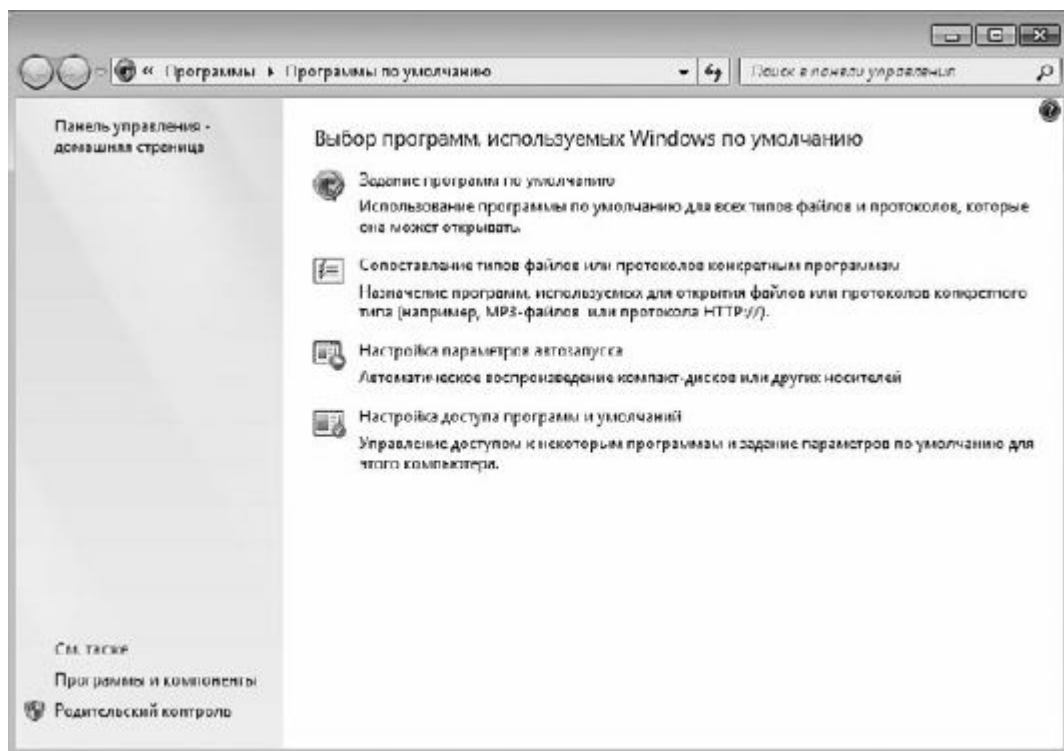 « Программы ▸ Программы по умолчанию
Поиск в панели управления
Панель управления -
домашняя страница
Выбор программ, используемых Windows по умолчанию
Задание программ по умолчанию
Использование программы по умолчанию для всех типов файлов и протоколов, которые
она может открывать.
Сопоставление типов файлов или протоколов конкретным программам
Назначение программ, используемых для открытия файлов или протоколов конкретного
типа (например, MP3-файлов или протокола HTTP://).
Настройка параметров автозапуска
Автоматическое воспроизведение компакт-дисков или других носителей
Настройка доступа программ и умолчаний
Управление доступом к некоторым программам и задание параметров по умолчанию для
этого компьютера.
См. также
Программы и компоненты
Родительский контроль